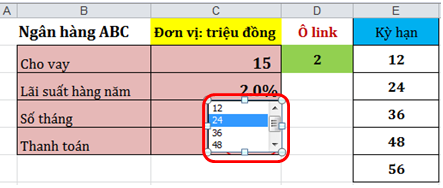 A B C D E
Ngân hàng ABC Đơn vị: triệu đồng Ô link Kỳ hạn
Cho vay 15 2 12
Lãi suất hàng năm 2.0% 24
Số tháng 36
Thanh toán 48
56
12
24
36
48